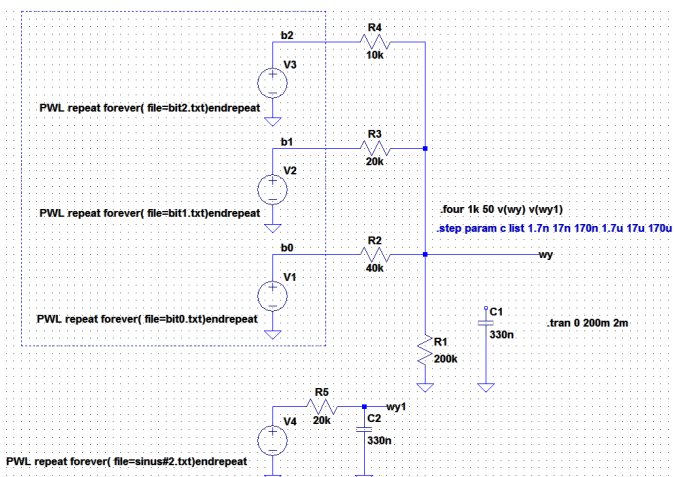 b2
R4
10k
V3
PWL repeat forever( file=bit2.txt)endrepeat
b1
R3
20k
V2
PWL repeat forever( file=bit1.txt)endrepeat
.four 1k 50 v(wy) v(wy1)
.step param c list 1.7n 17n 170n 1.7u 17u 170u
b0
R2
40k
wy
V1
PWL repeat forever( file=bit0.txt)endrepeat
C1
330n
.tran 0 200m 2m
R1
200k
R5
20k
wy1
V4
C2
330n
PWL repeat forever( file=sinus#2.txt)endrepeat